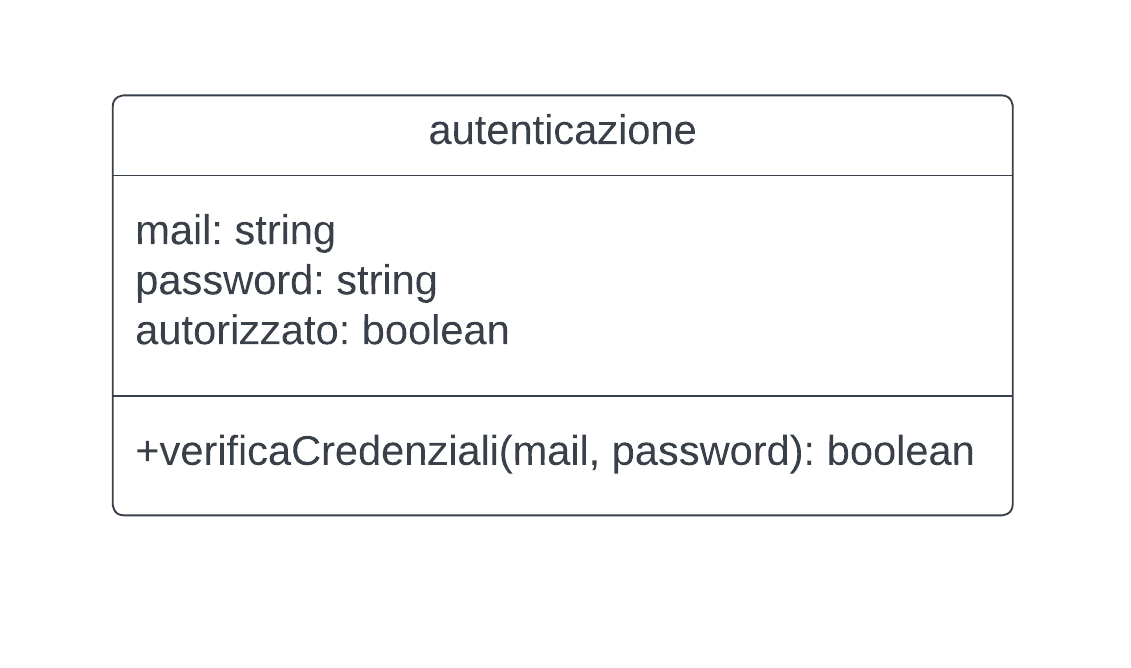 autenticazione
mail: string
password: string
autorizzato: boolean
+verificaCredenziali(mail, password): boolean